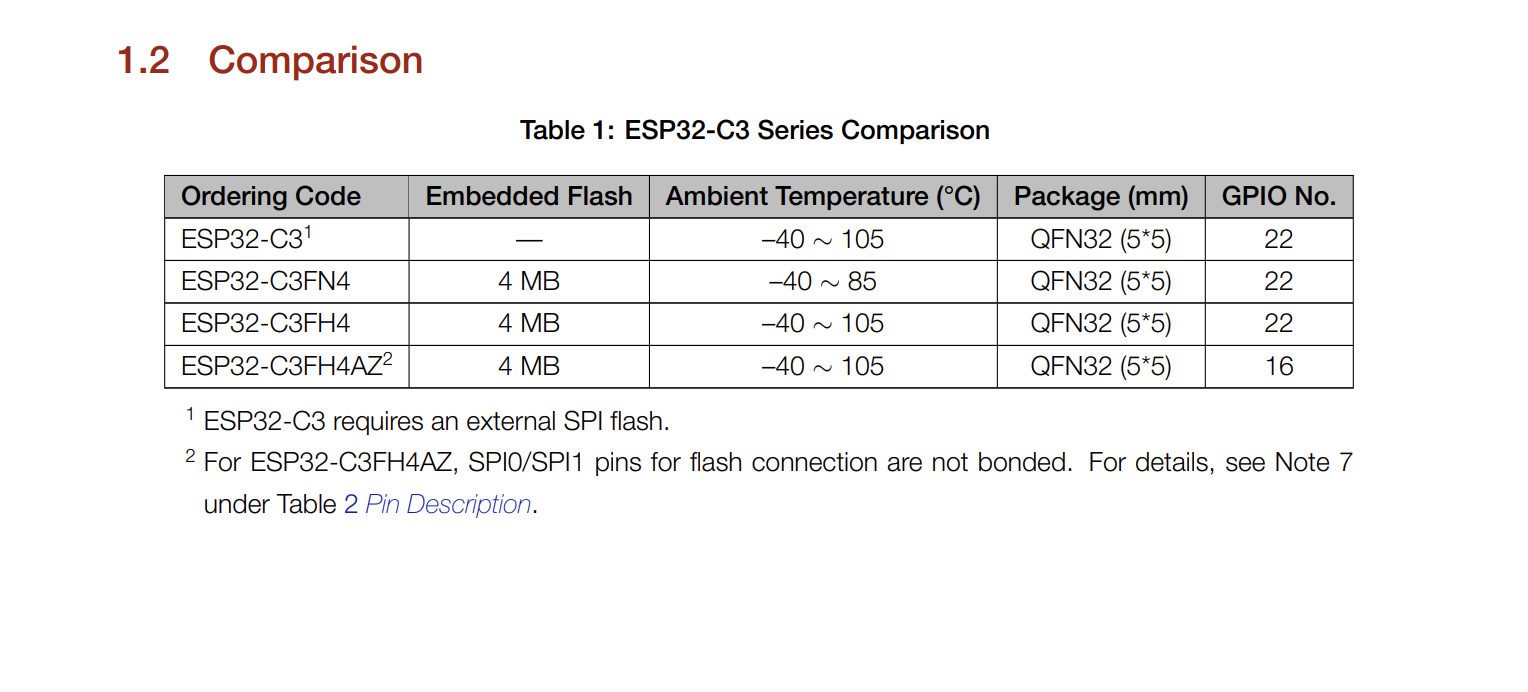 1.2 Comparison
Table 1: ESP32-C3 Series Comparison
Ordering Code Embedded Flash Ambient Temperature (°C) Package (mm) GPIO No.
ESP32-C3¹ — –40 ∼ 105 QFN32 (5*5) 22
ESP32-C3FN4 4 MB –40 ∼ 85 QFN32 (5*5) 22
ESP32-C3FH4 4 MB –40 ∼ 105 QFN32 (5*5) 22
ESP32-C3FH4AZ² 4 MB –40 ∼ 105 QFN32 (5*5) 16
¹ ESP32-C3 requires an external SPI flash.
² For ESP32-C3FH4AZ, SPI0/SPI1 pins for flash connection are not bonded. For details, see Note 7
under Table 2 Pin Description.